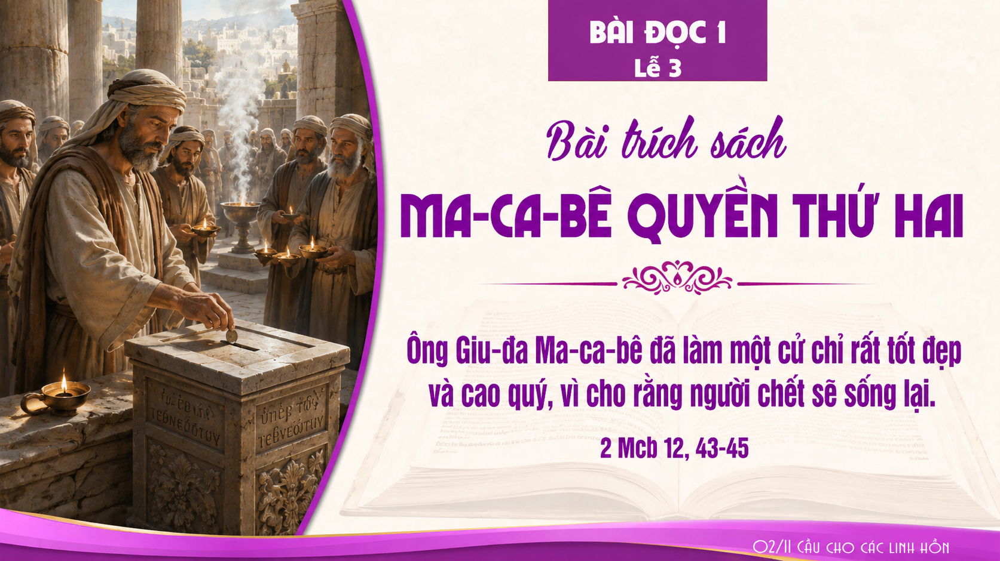 BÀI ĐỌC 1
Lễ 3
Bài trích sách
MA-CA-BÊ QUYỀN THỨ HAI
Ông Giu-đa Ma-ca-bê đã làm một cử chỉ rất tốt đẹp
và cao quý, vì cho rằng người chết sẽ sống lại.
2 Mcb 12, 43-45
02/11 CẦU CHO CÁC LINH HỒN